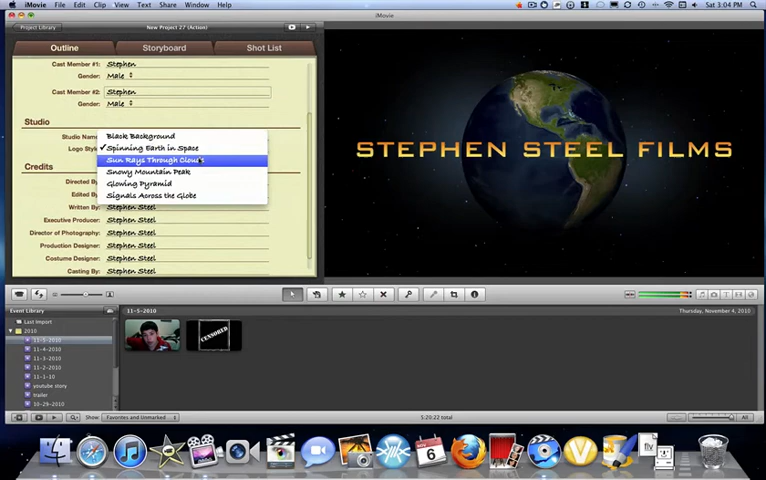 iMovie File Edit Clip View Text Share Window Help
Sat 3:04 PM
iMovie
Project Library
New Project 27 (Action)
Outline Storyboard Shot List
Cast Member #1: Stephen
Gender: Male
Cast Member #2: Stephen
Gender: Male
Studio
Studio Name
Logo Style
Black Background
✓Spinning Earth in Space
Sun Rays Through Clouds
Snowy Mountain Peak
Glowing Pyramid
Signals Across the Globe
Credits
Directed By
Edited By
Written By: Stephen Steel
Executive Producer: Stephen Steel
Director of Photography: Stephen Steel
Production Designer: Stephen Steel
Costume Designer: Stephen Steel
Casting By: Stephen Steel
STEPHEN STEEL FILMS
Event Library
11-5-2010
Thursday, November 4, 2010
Last Import
2010
11-5-2010
11-4-2010
11-3-2010
11-2-2010
11-1-10
youtube story
trailer
10-29-2010
CENSORED
Show: Favorites and Unmarked
5:20:22 total
All
NOV
6
flv